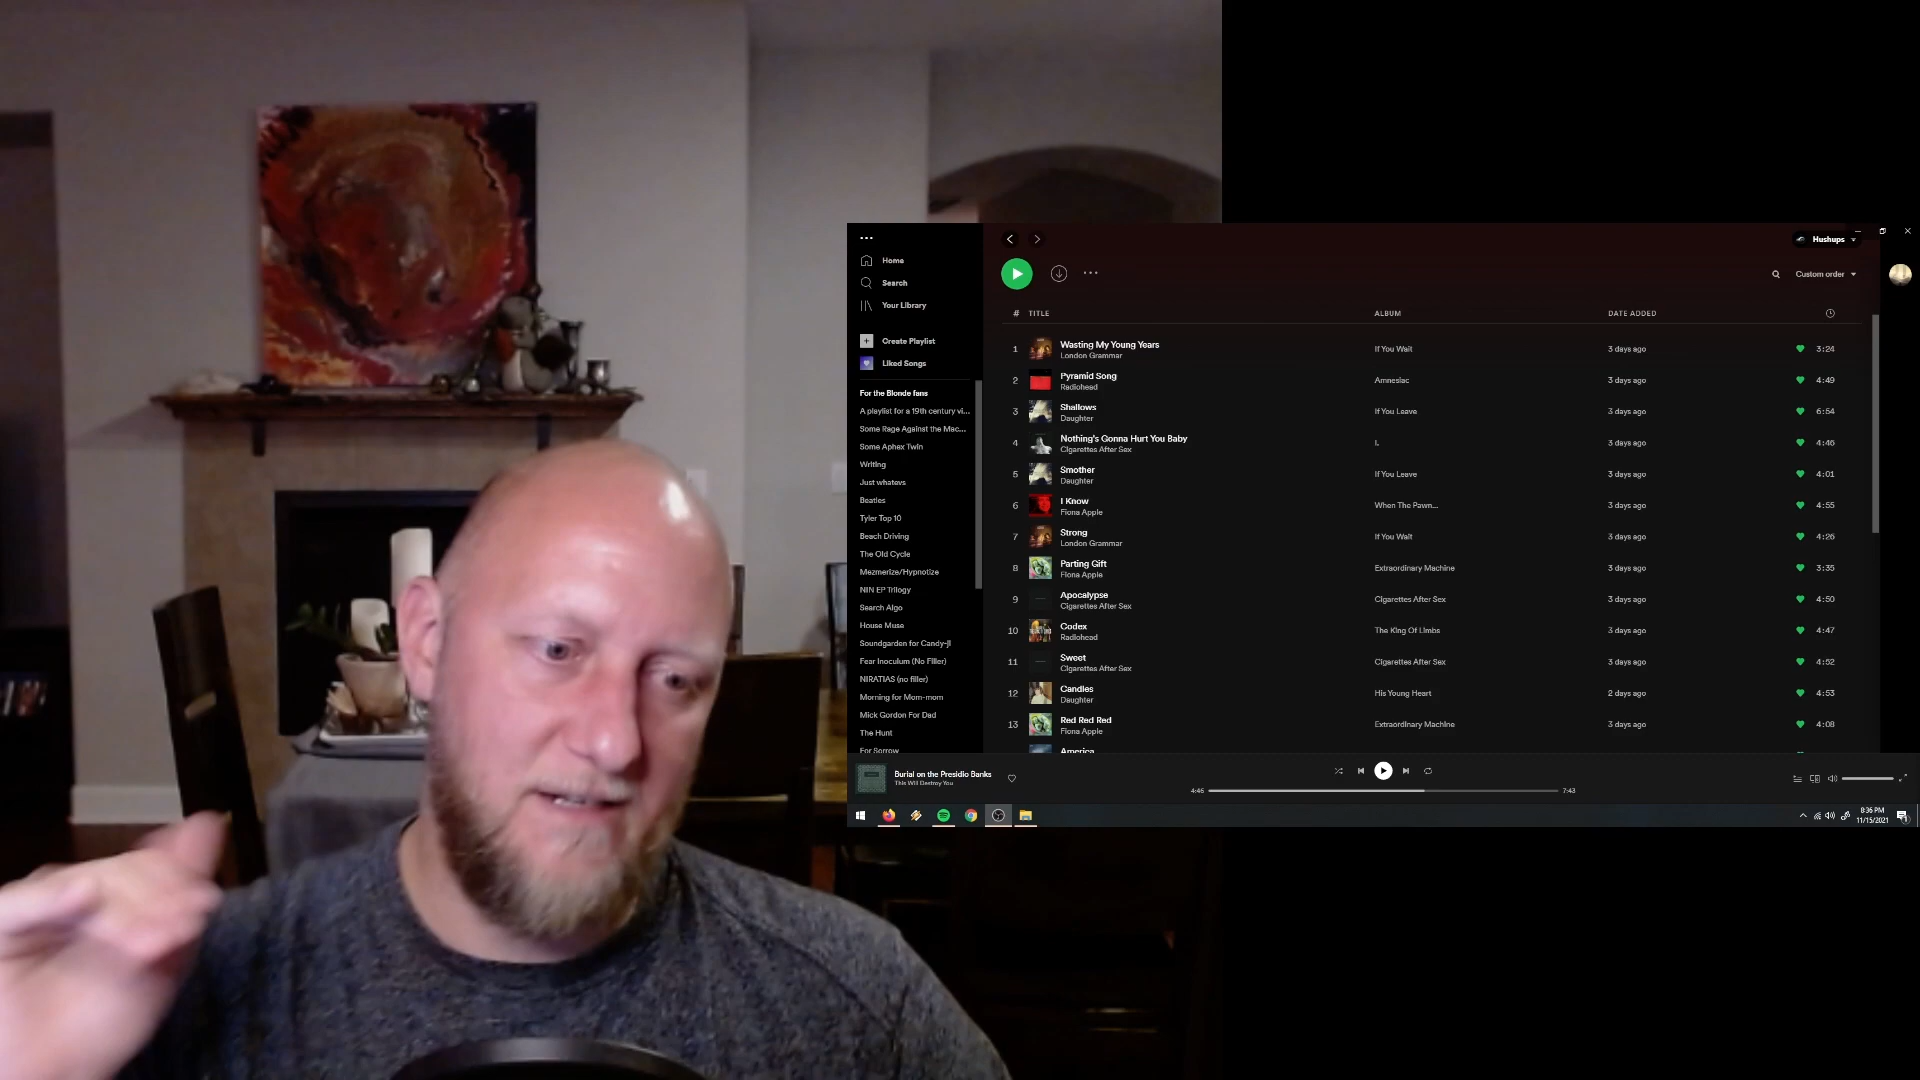 Home
Search
Your Library
Create Playlist
Liked Songs
For the Blonde fans
A playlist for a 19th century vi...
Some Rage Against the Mac...
Some Aphex Twin
Writing
Just whatevs
Beatles
Tyler Top 10
Beach Driving
The Old Cycle
Mezmerize/Hypnotize
NIN EP Trilogy
Search Algo
House Muse
Soundgarden for Candy-ji
Fear Inoculum (No Filler)
NIRATIAS (no filler)
Morning for Mom-mom
Mick Gordon For Dad
The Hunt
For Sorrow
Hushups
Custom order
# TITLE ALBUM DATE ADDED
1 Wasting My Young Years If You Wait 3 days ago 3:24
London Grammar
2 Pyramid Song Amnesiac 3 days ago 4:49
Radiohead
3 Shallows If You Leave 3 days ago 6:54
Daughter
4 Nothing's Gonna Hurt You Baby I. 3 days ago 4:46
Cigarettes After Sex
5 Smother If You Leave 3 days ago 4:01
Daughter
6 I Know When The Pawn... 3 days ago 4:55
Fiona Apple
7 Strong If You Wait 3 days ago 4:26
London Grammar
8 Parting Gift Extraordinary Machine 3 days ago 3:35
Fiona Apple
9 Apocalypse Cigarettes After Sex 3 days ago 4:50
Cigarettes After Sex
10 Codex The King Of Limbs 3 days ago 4:47
Radiohead
11 Sweet Cigarettes After Sex 3 days ago 4:52
Cigarettes After Sex
12 Candles His Young Heart 2 days ago 4:53
Daughter
13 Red Red Red Extraordinary Machine 3 days ago 4:08
Fiona Apple
America
Burial on the Presidio Banks
This Will Destroy You
4:46 7:43
8:36 PM
11/15/2021